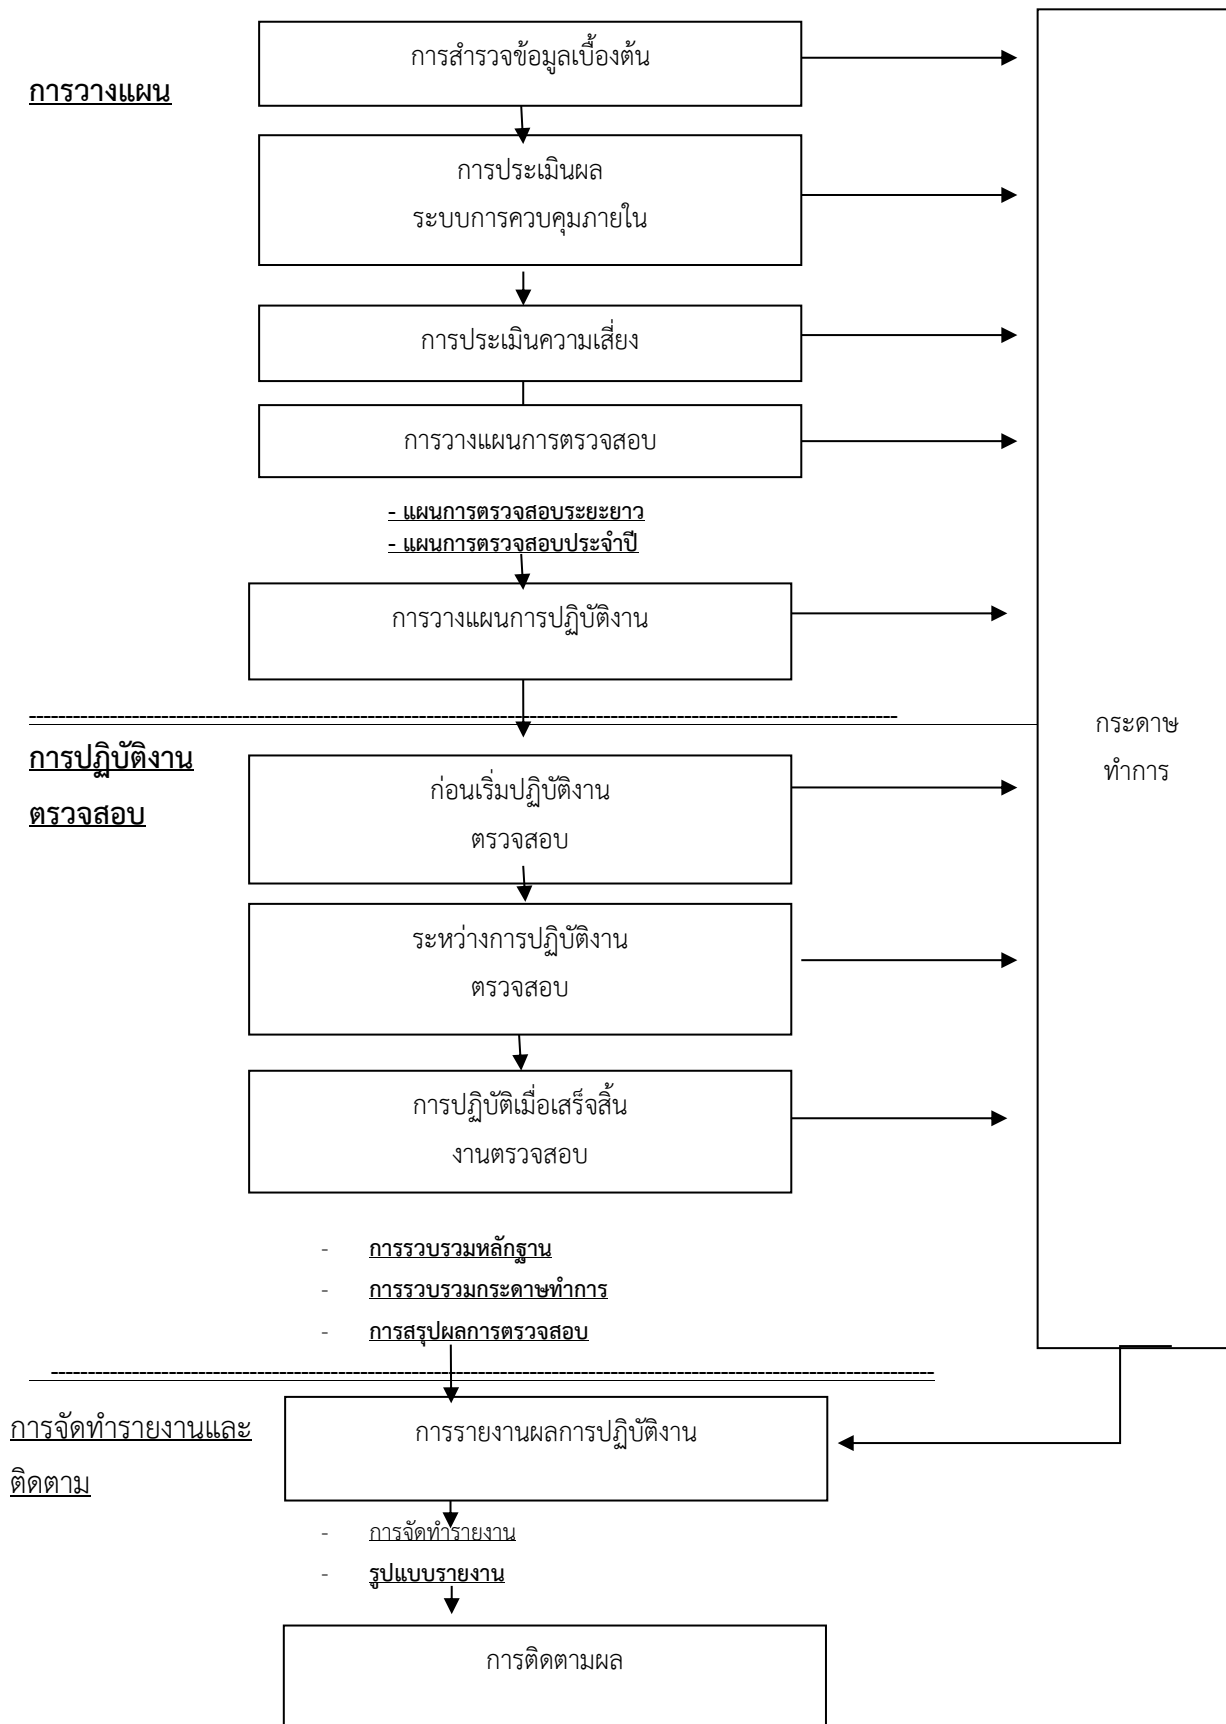 การสำรวจข้อมูลเบื้องต้น
การวางแผน
การประเมินผล
ระบบการควบคุมภายใน
การประเมินความเสี่ยง
การวางแผนการตรวจสอบ
- แผนการตรวจสอบระยะยาว
- แผนการตรวจสอบประจำปี
การวางแผนการปฏิบัติงาน
การปฏิบัติงาน
ตรวจสอบ
ก่อนเริ่มปฏิบัติงาน
ตรวจสอบ
ระหว่างการปฏิบัติงาน
ตรวจสอบ
การปฏิบัติเมื่อเสร็จสิ้น
งานตรวจสอบ
- การรวบรวมหลักฐาน
- การรวบรวมกระดาษทำการ
- การสรุปผลการตรวจสอบ
กระดาษ
ทำการ
การจัดทำรายงานและ
ติดตาม
การรายงานผลการปฏิบัติงาน
- การจัดทำรายงาน
- รูปแบบรายงาน
การติดตามผล